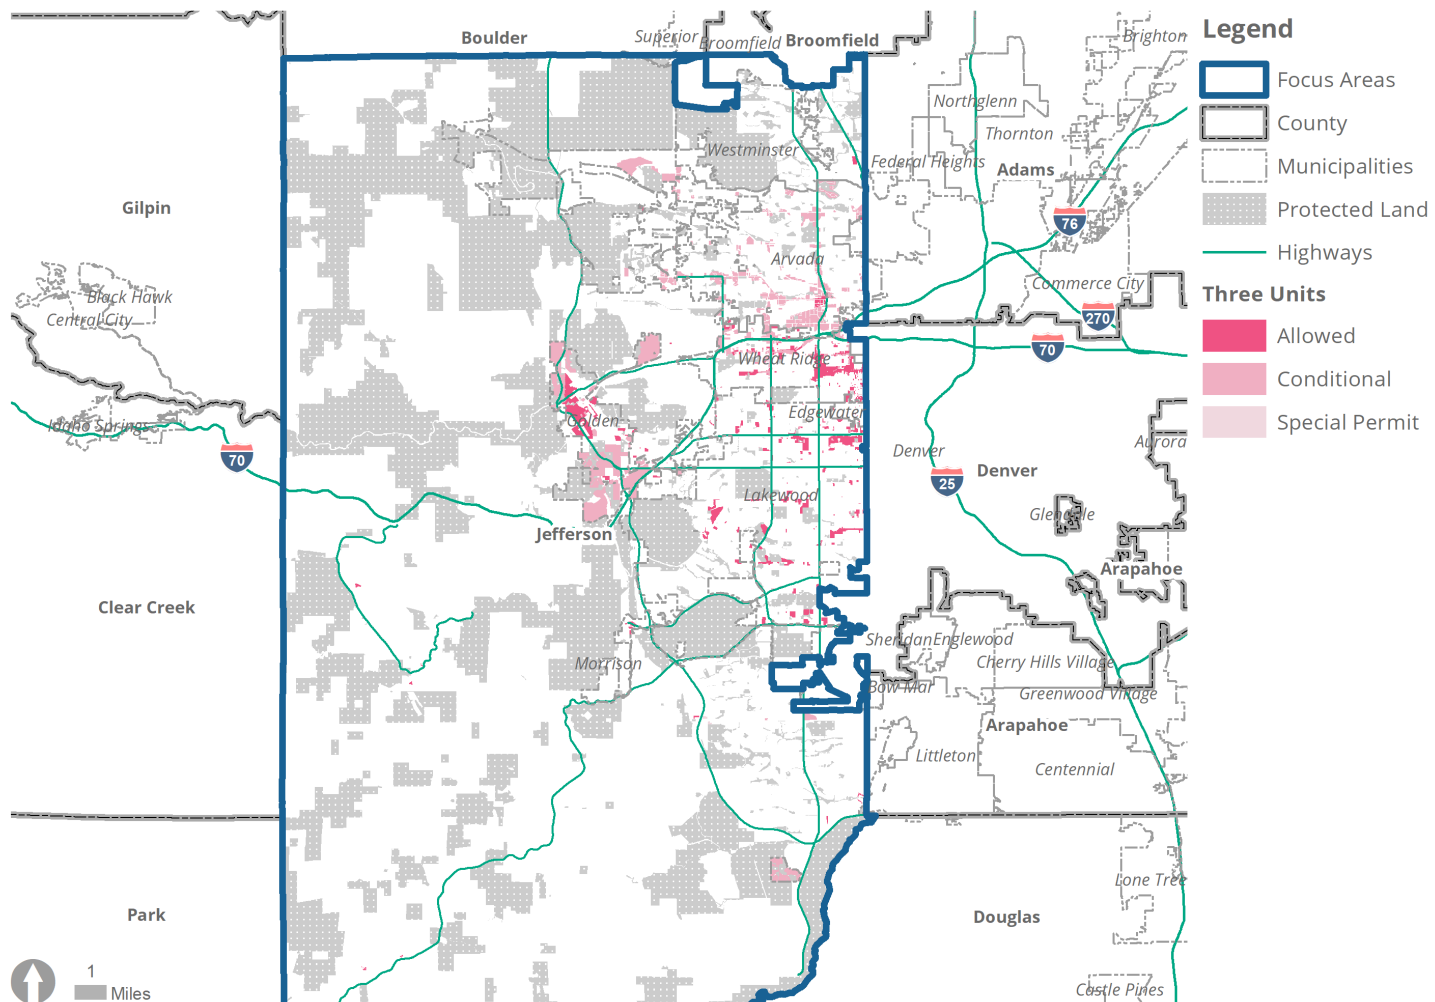 Boulder
Superior
Broomfield
Broomfield
Brighton
Northglenn
Thornton
Westminster
Federal Heights
Adams
Gilpin
76
Arvada
Black Hawk
Central City
Commerce City
270
70
Wheat Ridge
Edgewater
Golden
Idaho Springs
70
Denver
Aurora
Denver
25
Lakewood
Glendale
Jefferson
Arapahoe
Clear Creek
Sheridan
Englewood
Morrison
Cherry Hills Village
Bow Mar
Greenwood Village
Arapahoe
Littleton
Centennial
Lone Tree
Park
Douglas
Castle Pines
1
Miles
Legend
Focus Areas
County
Municipalities
Protected Land
Highways
Three Units
Allowed
Conditional
Special Permit